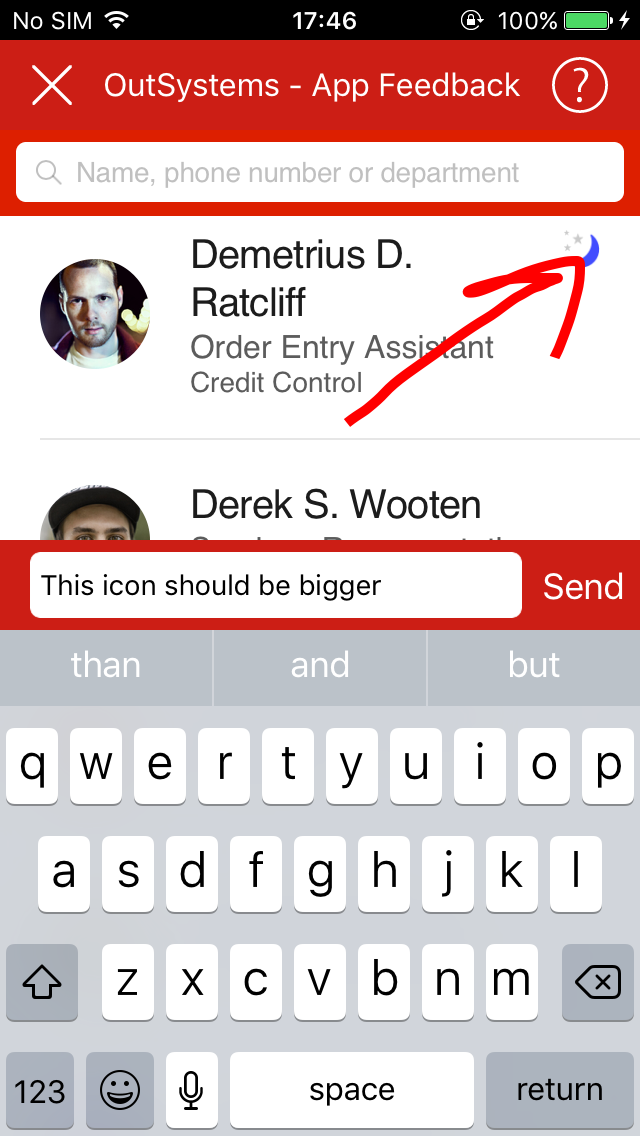 No SIM 17:46 100%
OutSystems - App Feedback ?
Name, phone number or department
Demetrius D.
Ratcliff
Order Entry Assistant
Credit Control
Derek S. Wooten
This icon should be bigger Send
than and but
q w e r t y u i o p
a s d f g h j k l
z x c v b n m
123 space return